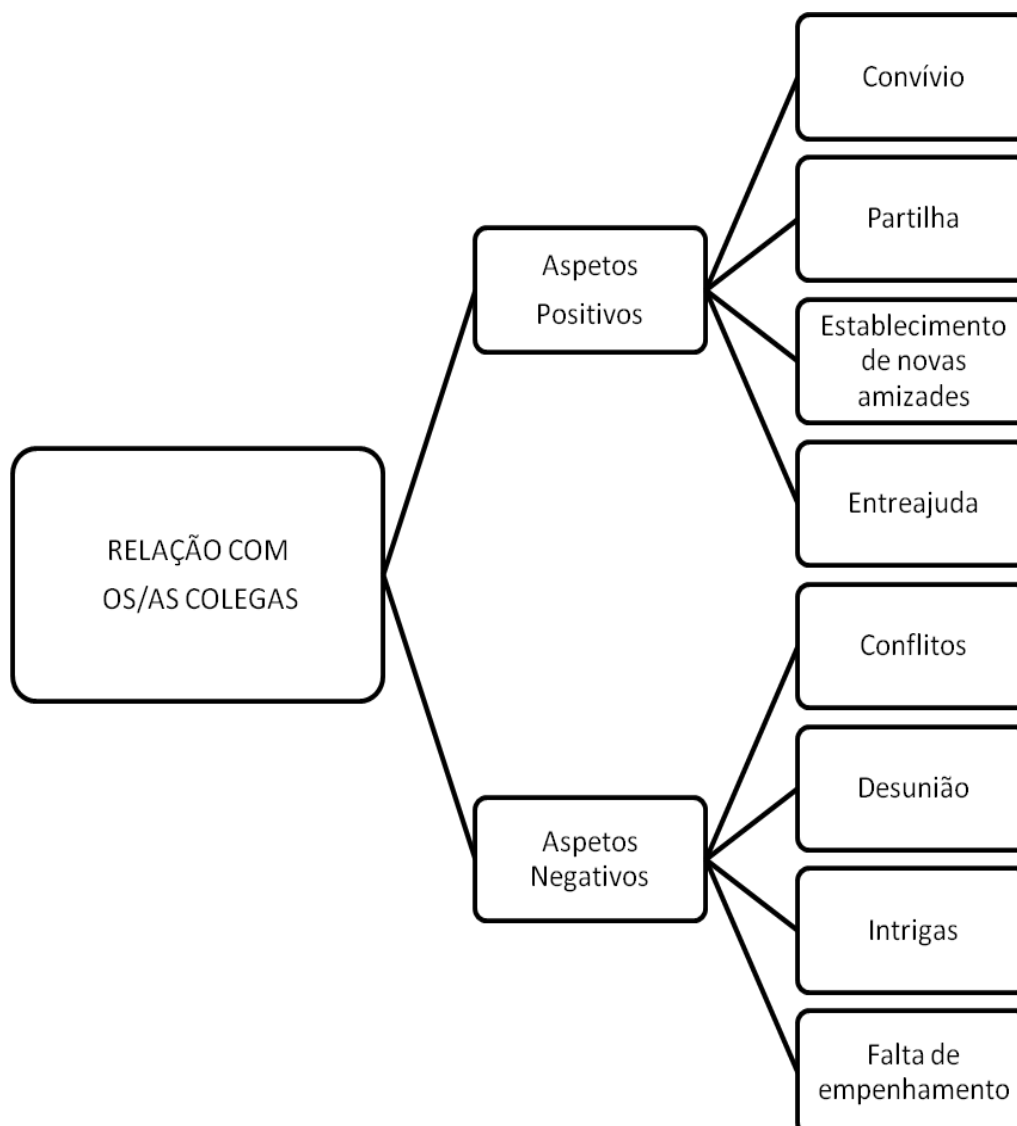 RELAÇÃO COM
OS/AS COLEGAS
Aspetos
Positivos
Convívio
Partilha
Establecimento
de novas
amizades
Entreajuda
Aspetos
Negativos
Conflitos
Desunião
Intrigas
Falta de
empenhamento